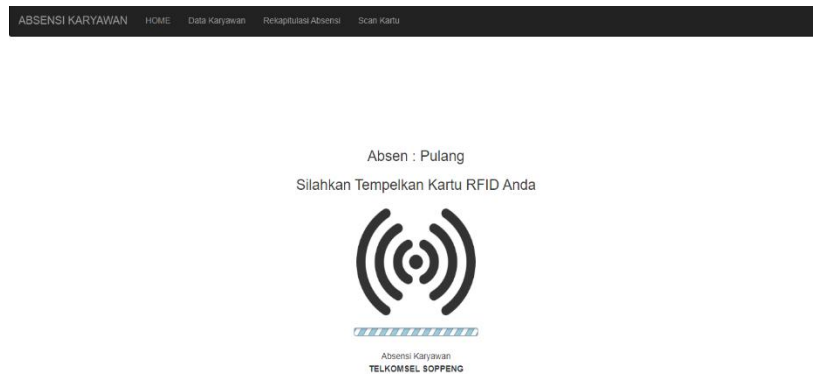 ABSENSI KARYAWAN HOME Data Karyawan Rekapitulasi Absensi Scan Kartu
Absen : Pulang
Silahkan Tempelkan Kartu RFID Anda
Absensi Karyawan
TELKOMSEL SOPPENG